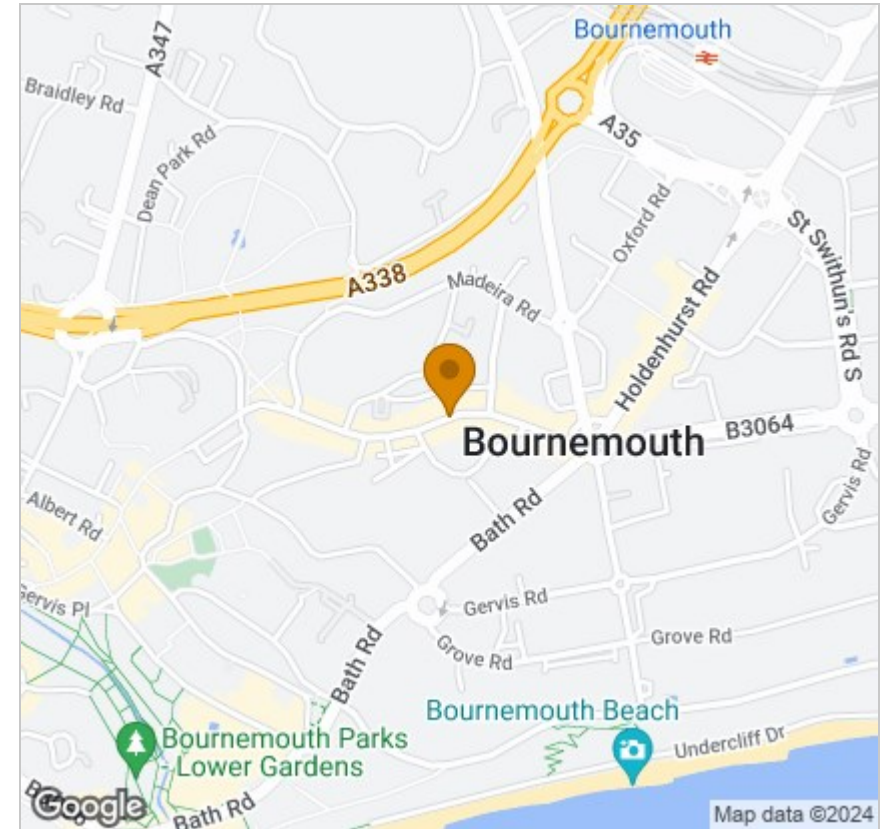 Bournemouth
A347
Braidley Rd
Dean Park Rd
A35
Oxford Rd
St Swithun's Rd S
A338
Madeira Rd
Holdenhurst Rd
Bournemouth
B3064
Albert Rd
Bath Rd
Gervis Rd
Gervis Pl
Gervis Rd
Grove Rd
Grove Rd
Bath Rd
Bournemouth Beach
Undercliff Dr
Bournemouth Parks
- Lower Gardens
Google
Bath Rd
Map data ©2024